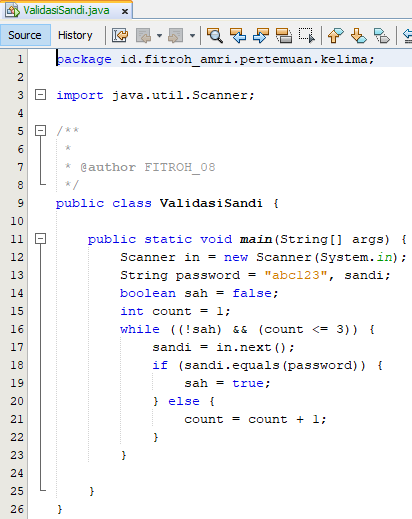 ValidasiSandi.java ×
Source History
1 package id.fitroh_amri.pertemuan.kelima;
2
3 import java.util.Scanner;
4
5 /**
6 *
7 * @author FITROH_08
8 */
9 public class ValidasiSandi {
10
11 public static void main(String[] args) {
12 Scanner in = new Scanner(System.in);
13 String password = "abc123", sandi;
14 boolean sah = false;
15 int count = 1;
16 while ((!sah) && (count <= 3)) {
17 sandi = in.next();
18 if (sandi.equals(password)) {
19 sah = true;
20 } else {
21 count = count + 1;
22 }
23 }
24
25 }
26 }